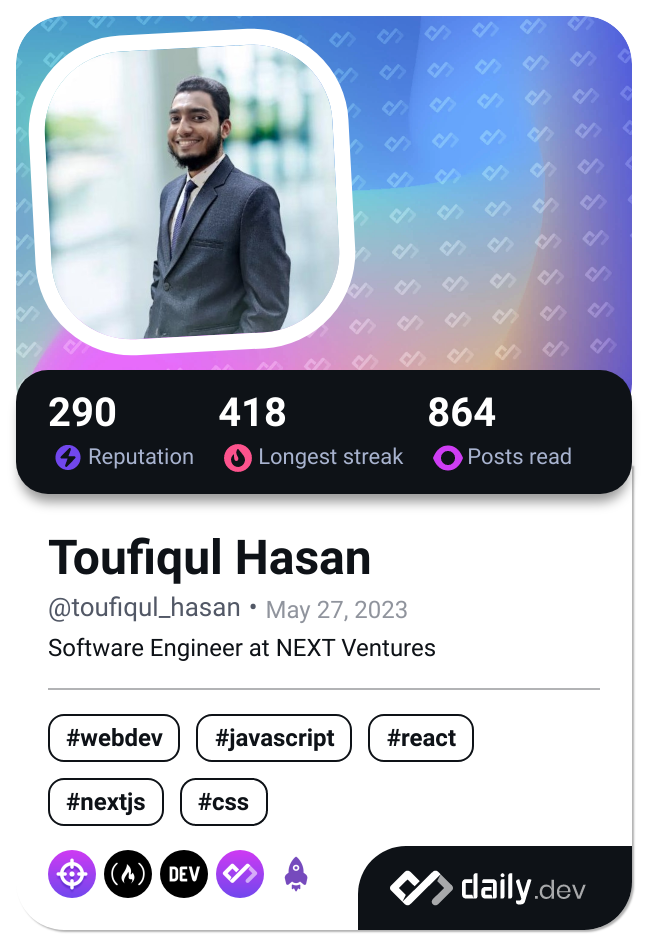 290 418 864
Reputation Longest streak Posts read
Toufiqul Hasan
@toufiqul_hasan • May 27, 2023
Software Engineer at NEXT Ventures
#webdev #javascript #react
#nextjs #css
DEV
daily.dev